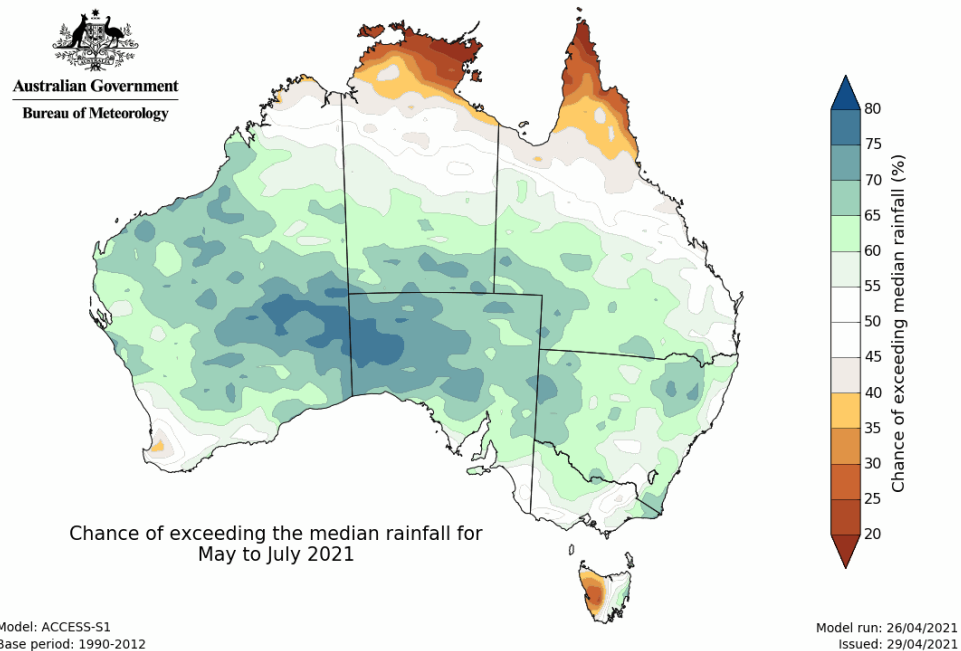 Australian Government
Bureau of Meteorology
80
75
70
65
60
55
50
45
40
35
30
25
20
Chance of exceeding median rainfall (%)
Chance of exceeding the median rainfall for
May to July 2021
Model: ACCESS-S1
Base period: 1990-2012
Model run: 26/04/2021
Issued: 29/04/2021